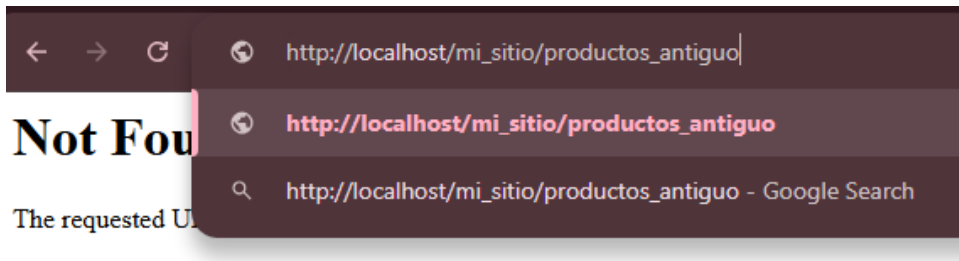 http://localhost/mi_sitio/productos_antiguo
http://localhost/mi_sitio/productos_antiguo
http://localhost/mi_sitio/productos_antiguo - Google Search
Not Fou
The requested U